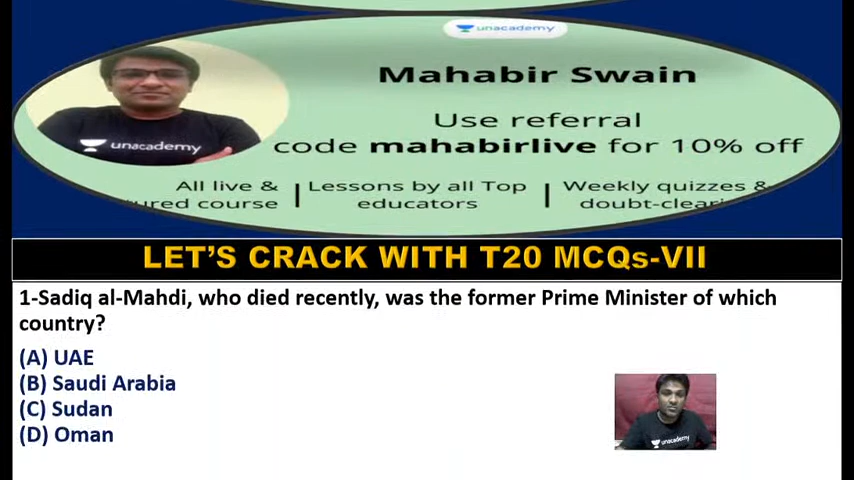 unacademy
Mahabir Swain
Use referral
code mahabirlive for 10% off
unacademy
All live & Lessons by all Top Weekly quizzes &
course educators
LET'S CRACK WITH T20 MCQs-VII
1-Sadiq al-Mahdi, who died recently, was the former Prime Minister of which
country?
(A) UAE
(B) Saudi Arabia
(C) Sudan
(D) Oman
unacademy